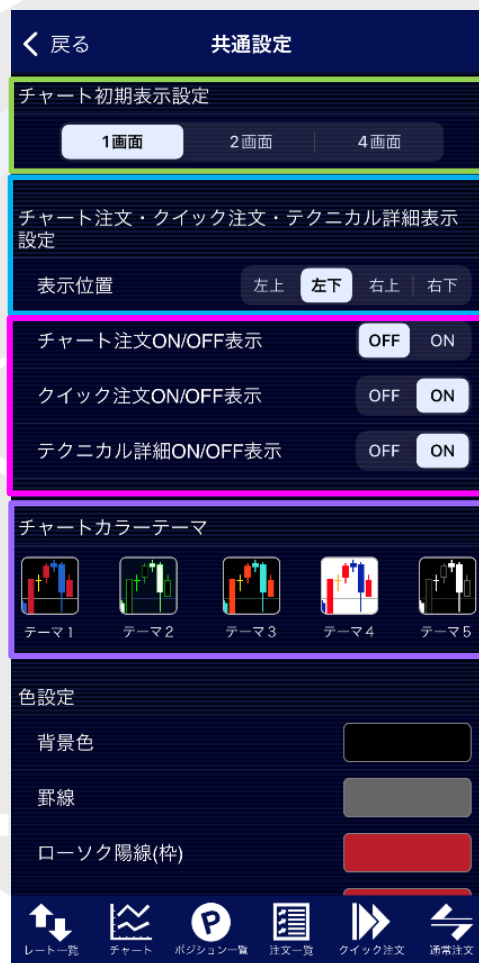 戻る 共通設定
チャート初期表示設定
1画面 2画面 4画面
チャート注文・クイック注文・テクニカル詳細表示
設定
表示位置 左上 左下 右上 右下
チャート注文ON/OFF表示 OFF ON
クイック注文ON/OFF表示 OFF ON
テクニカル詳細ON/OFF表示 OFF ON
チャートカラーテーマ
テーマ1 テーマ2 テーマ3 テーマ4 テーマ5
色設定
背景色
罫線
ローソク陽線(枠)
レート一覧 チャート ポジション一覧 注文一覧 クイック注文 通常注文